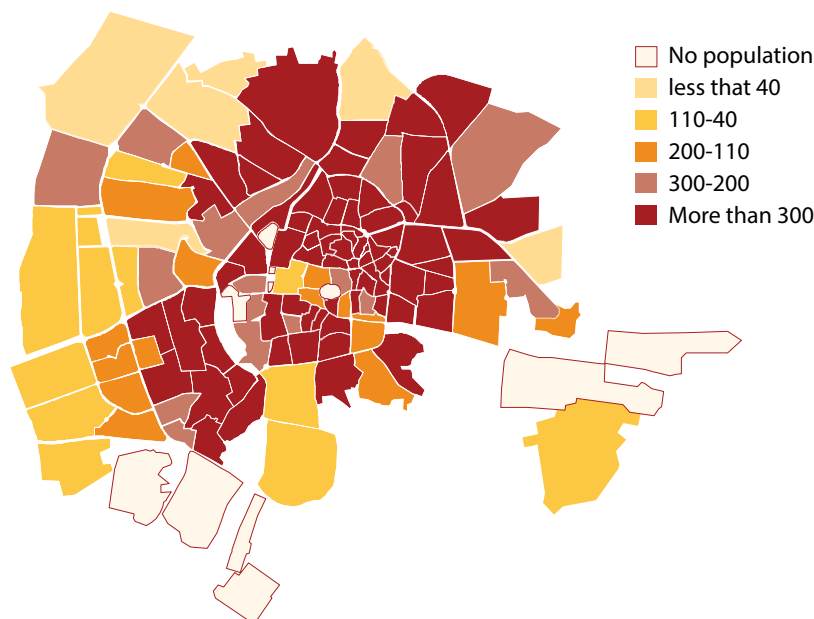 No population
less that 40
110-40
200-110
300-200
More than 300